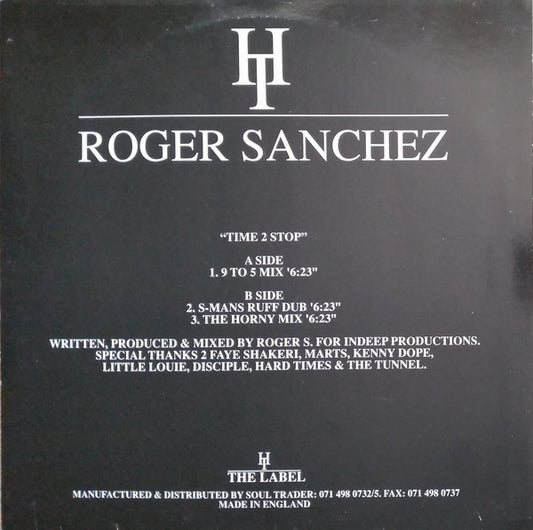 HT
ROGER SANCHEZ
“TIME 2 STOP”
A SIDE
1. 9 TO 5 MIX '6:23"
B SIDE
2. S-MANS RUFF DUB '6:23"
3. THE HORNY MIX '6:23"
WRITTEN, PRODUCED & MIXED BY ROGER S. FOR INDEEP PRODUCTIONS.
SPECIAL THANKS 2 FAYE SHAKERI, MARTS, KENNY DOPE,
LITTLE LOUIE, DISCIPLE, HARD TIMES & THE TUNNEL.
HT
THE LABEL
MANUFACTURED & DISTRIBUTED BY SOUL TRADER: 071 498 0732/5. FAX: 071 498 0737
MADE IN ENGLAND